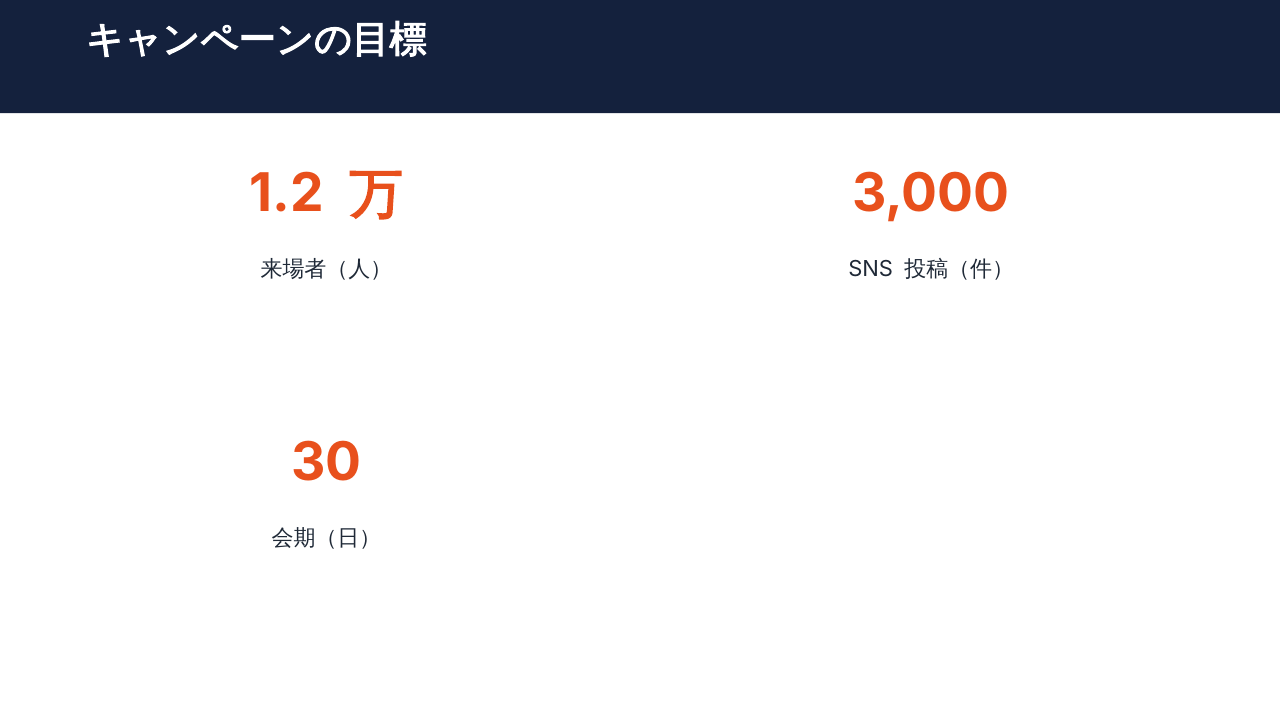 キャンペーンの目標
1.2 万
来場者（人）
3,000
SNS 投稿（件）
30
会期（日）